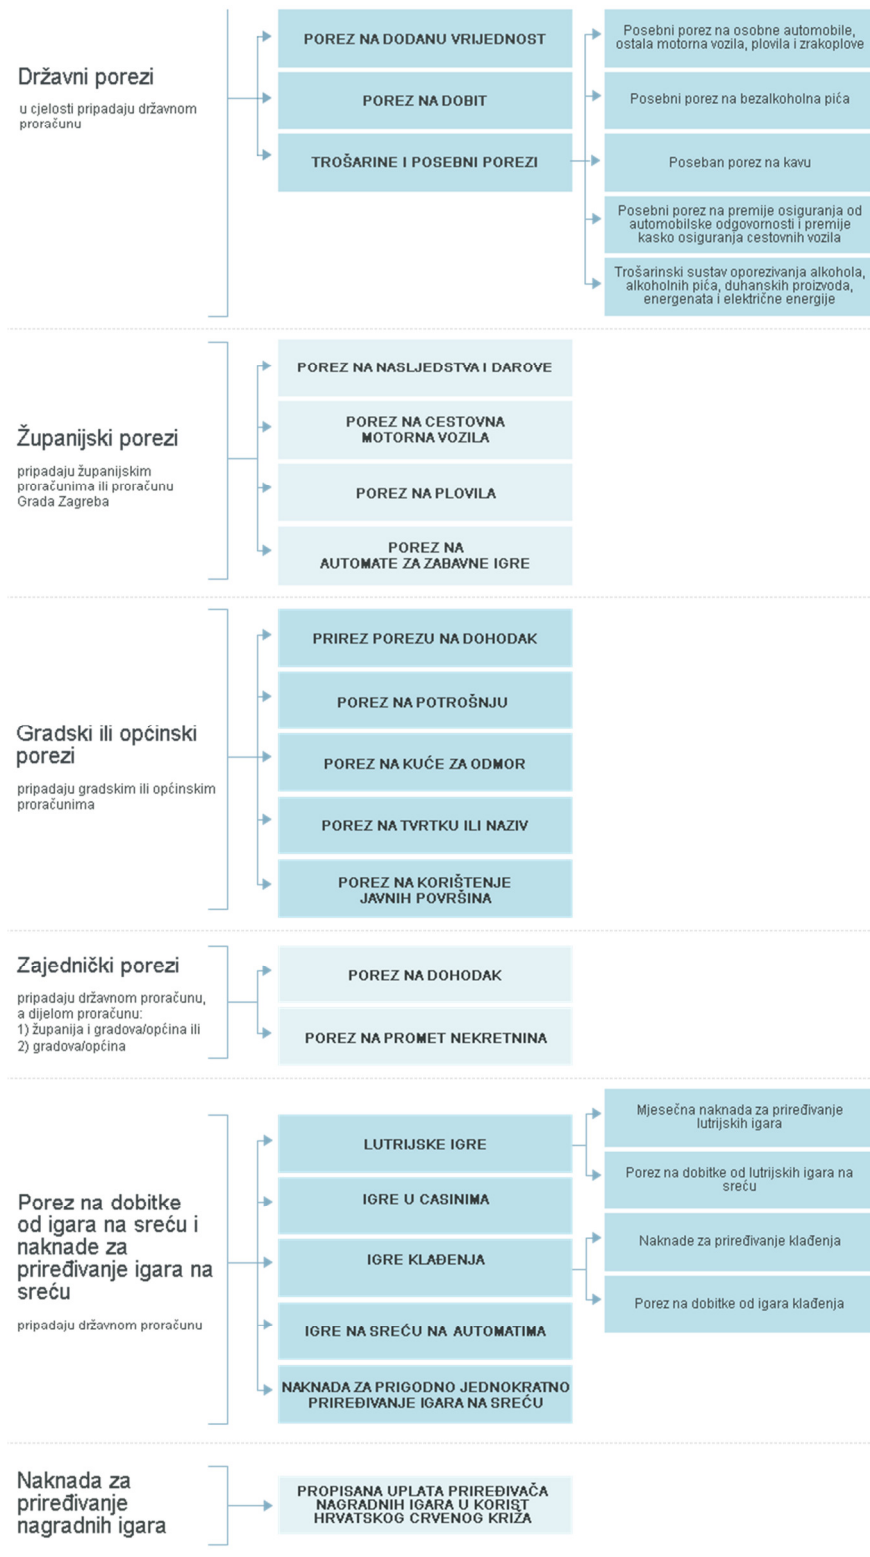 Državni porezi
u cjelosti pripadaju državnom
proračunu
POREZ NA DODANU VRIJEDNOST
POREZ NA DOBIT
TROŠARINE I POSEBNI POREZI
Posebni porez na osobne automobile,
ostala motorna vozila, plovila i zrakoplove
Posebni porez na bezalkoholna pića
Poseban porez na kavu
Posebni porez na premije osiguranja od
automobilske odgovornosti i premije
kasko osiguranja cestovnih vozila
Trošarinski sustav oporezivanja alkohola,
alkoholnih pića, duhanskih proizvoda,
energenata i električne energije
Županijski porezi
pripadaju županijskim
proračunima ili proračunu
Grada Zagreba
POREZ NA NASLJEDSTVA I DAROVE
POREZ NA CESTOVNA
MOTORNA VOZILA
POREZ NA PLOVILA
POREZ NA
AUTOMATE ZA ZABAVNE IGRE
Gradski ili općinski
porezi
pripadaju gradskim ili općinskim
proračunima
PRIREZ POREZU NA DOHODAK
POREZ NA POTROŠNJU
POREZ NA KUĆE ZA ODMOR
POREZ NA TVRTKU ILI NAZIV
POREZ NA KORIŠTENJE
JAVNIH POVRŠINA
Zajednički porezi
pripadaju državnom proračunu,
a dijelom proračunu:
1) županija i gradova/općina ili
2) gradova/općina
POREZ NA DOHODAK
POREZ NA PROMET NEKRETNINA
Porez na dobitke
od igara na sreću i
naknade za
priređivanje igara na
sreću
pripadaju državnom proračunu
LUTRIJSKE IGRE
IGRE U CASINIMA
IGRE KLAĐENJA
IGRE NA SREĆU NA AUTOMATIMA
NAKNADA ZA PRIGODNO JEDNOKRATNO
PRIREĐIVANJE IGARA NA SREĆU
Mjesečna naknada za priređivanje
lutrijskih igara
Porez na dobitke od lutrijskih igara na
sreću
Naknade za priređivanje klađenja
Porez na dobitke od igara klađenja
Naknada za
priređivanje
nagradnih igara
PROPISANA UPLATA PRIREĐIVAČA
NAGRADNIH IGARA U KORIST
HRVATSKOG CRVENOG KRIŽA